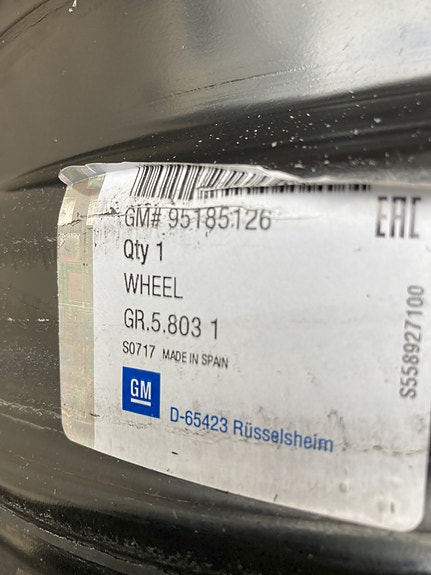 GM# 95185126
EAC
Qty 1
WHEEL
GR.5.803 1
S0717 MADE IN SPAIN
GM
D-65423 Rüsselsheim
S558927100